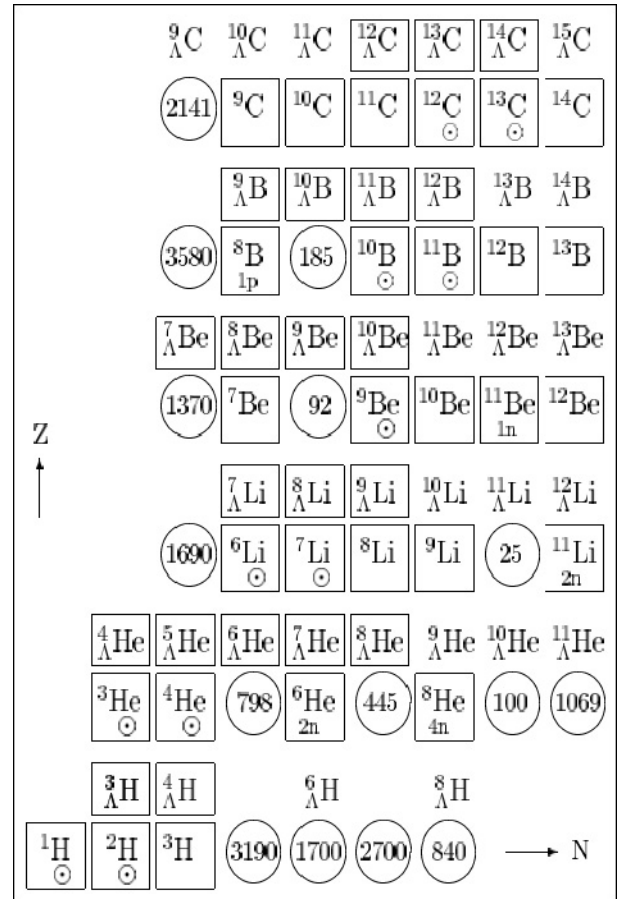 ⁹ΛC ¹⁰ΛC ¹¹ΛC ¹²ΛC ¹³ΛC ¹⁴ΛC ¹⁵ΛC
2141 ⁹C ¹⁰C ¹¹C ¹²C ¹³C ¹⁴C
⊙ ⊙
⁹ΛB ¹⁰ΛB ¹¹ΛB ¹²ΛB ¹³ΛB ¹⁴ΛB
3580 ⁸B 185 ¹⁰B ¹¹B ¹²B ¹³B
1p ⊙ ⊙
⁷ΛBe ⁸ΛBe ⁹ΛBe ¹⁰ΛBe ¹¹ΛBe ¹²ΛBe ¹³ΛBe
1370 ⁷Be 92 ⁹Be ¹⁰Be ¹¹Be ¹²Be
⊙ 1n
Z
⁷ΛLi ⁸ΛLi ⁹ΛLi ¹⁰ΛLi ¹¹ΛLi ¹²ΛLi
1690 ⁶Li ⁷Li ⁸Li ⁹Li 25 ¹¹Li
⊙ ⊙ 2n
⁴ΛHe ⁵ΛHe ⁶ΛHe ⁷ΛHe ⁸ΛHe ⁹ΛHe ¹⁰ΛHe ¹¹ΛHe
³He ⁴He 798 ⁶He 445 ⁸He 100 1069
⊙ ⊙ 2n 4n
³ΛH ⁴ΛH ⁶ΛH ⁸ΛH
¹H ²H ³H 3190 1700 2700 840 → N
⊙ ⊙